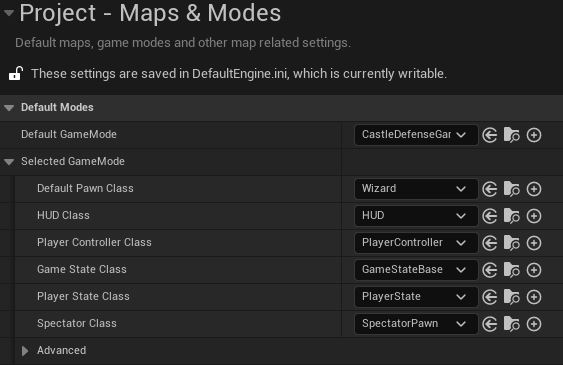 Project - Maps & Modes
Default maps, game modes and other map related settings.
These settings are saved in DefaultEngine.ini, which is currently writable.
Default Modes
Default GameMode CastleDefenseGar
Selected GameMode
Default Pawn Class Wizard
HUD Class HUD
Player Controller Class PlayerController
Game State Class GameStateBase
Player State Class PlayerState
Spectator Class SpectatorPawn
Advanced